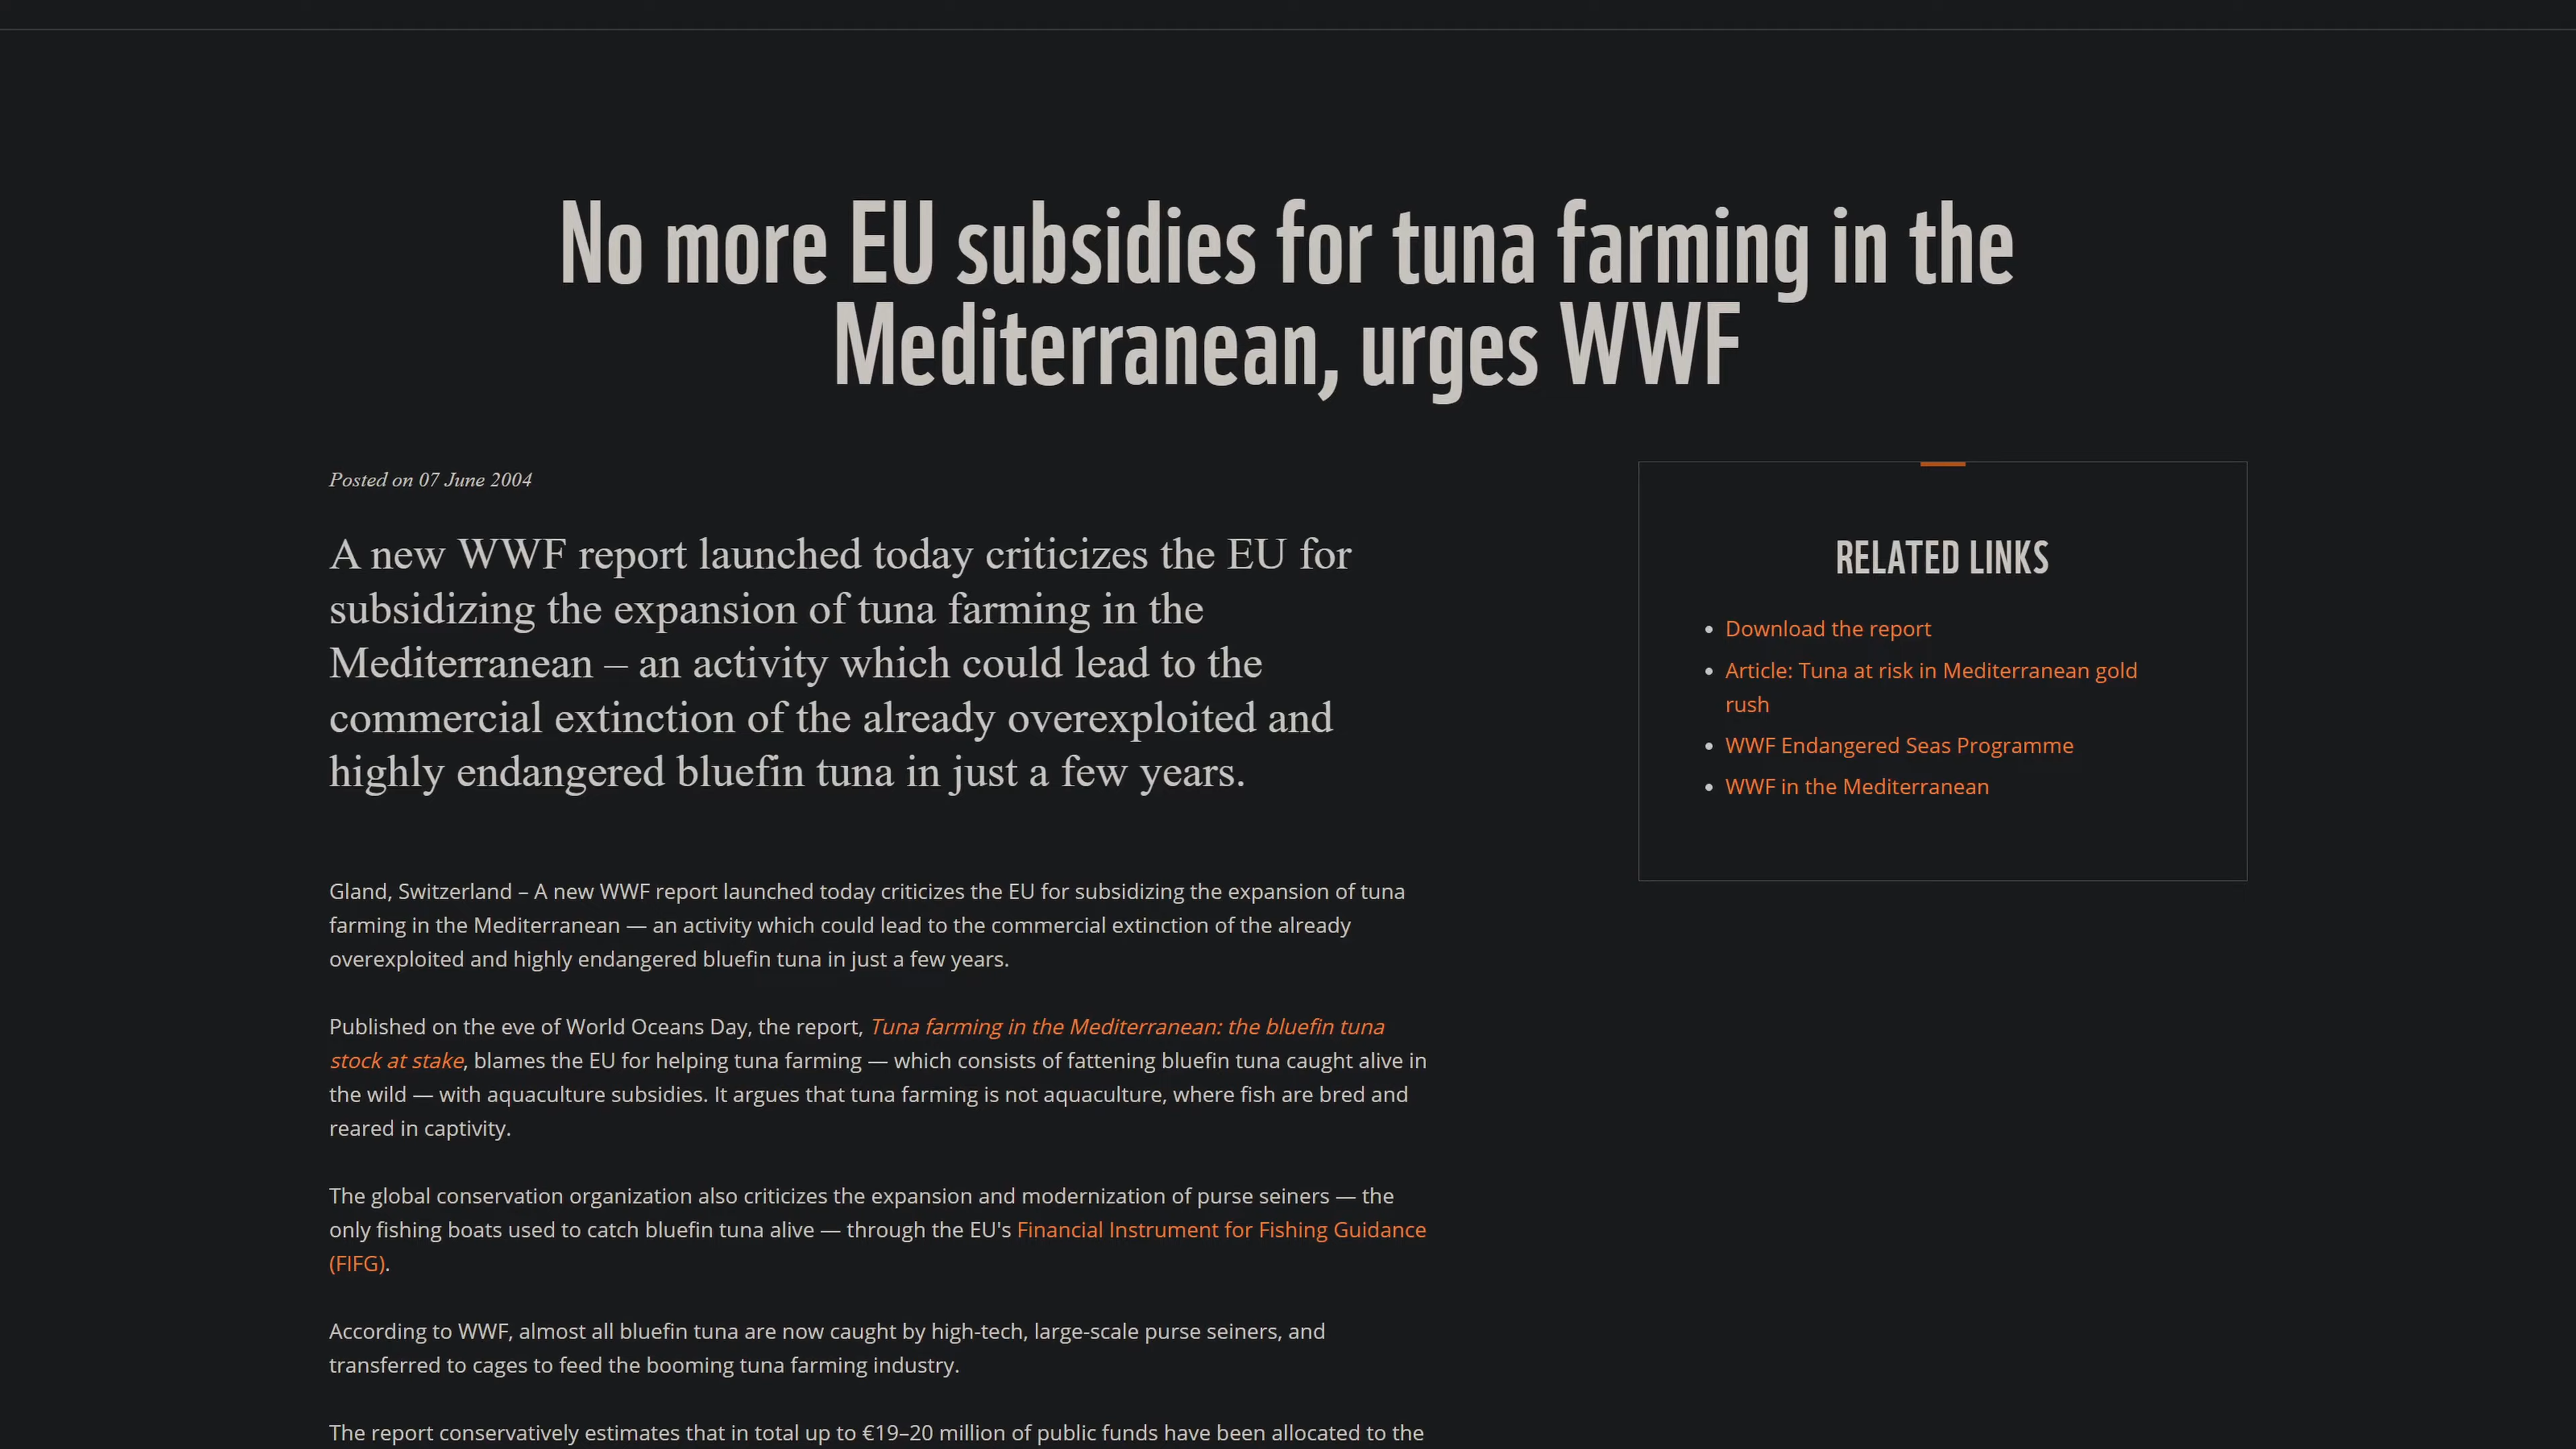 No more EU subsidies for tuna farming in the
Mediterranean, urges WWF
Posted on 07 June 2004
A new WWF report launched today criticizes the EU for
subsidizing the expansion of tuna farming in the
Mediterranean – an activity which could lead to the
commercial extinction of the already overexploited and
highly endangered bluefin tuna in just a few years.
Gland, Switzerland – A new WWF report launched today criticizes the EU for subsidizing the expansion of tuna
farming in the Mediterranean — an activity which could lead to the commercial extinction of the already
overexploited and highly endangered bluefin tuna in just a few years.
Published on the eve of World Oceans Day, the report, Tuna farming in the Mediterranean: the bluefin tuna
stock at stake, blames the EU for helping tuna farming — which consists of fattening bluefin tuna caught alive in
the wild — with aquaculture subsidies. It argues that tuna farming is not aquaculture, where fish are bred and
reared in captivity.
The global conservation organization also criticizes the expansion and modernization of purse seiners — the
only fishing boats used to catch bluefin tuna alive — through the EU's Financial Instrument for Fishing Guidance
(FIFG).
According to WWF, almost all bluefin tuna are now caught by high-tech, large-scale purse seiners, and
transferred to cages to feed the booming tuna farming industry.
The report conservatively estimates that in total up to €19–20 million of public funds have been allocated to the
RELATED LINKS
• Download the report
• Article: Tuna at risk in Mediterranean gold
rush
• WWF Endangered Seas Programme
• WWF in the Mediterranean